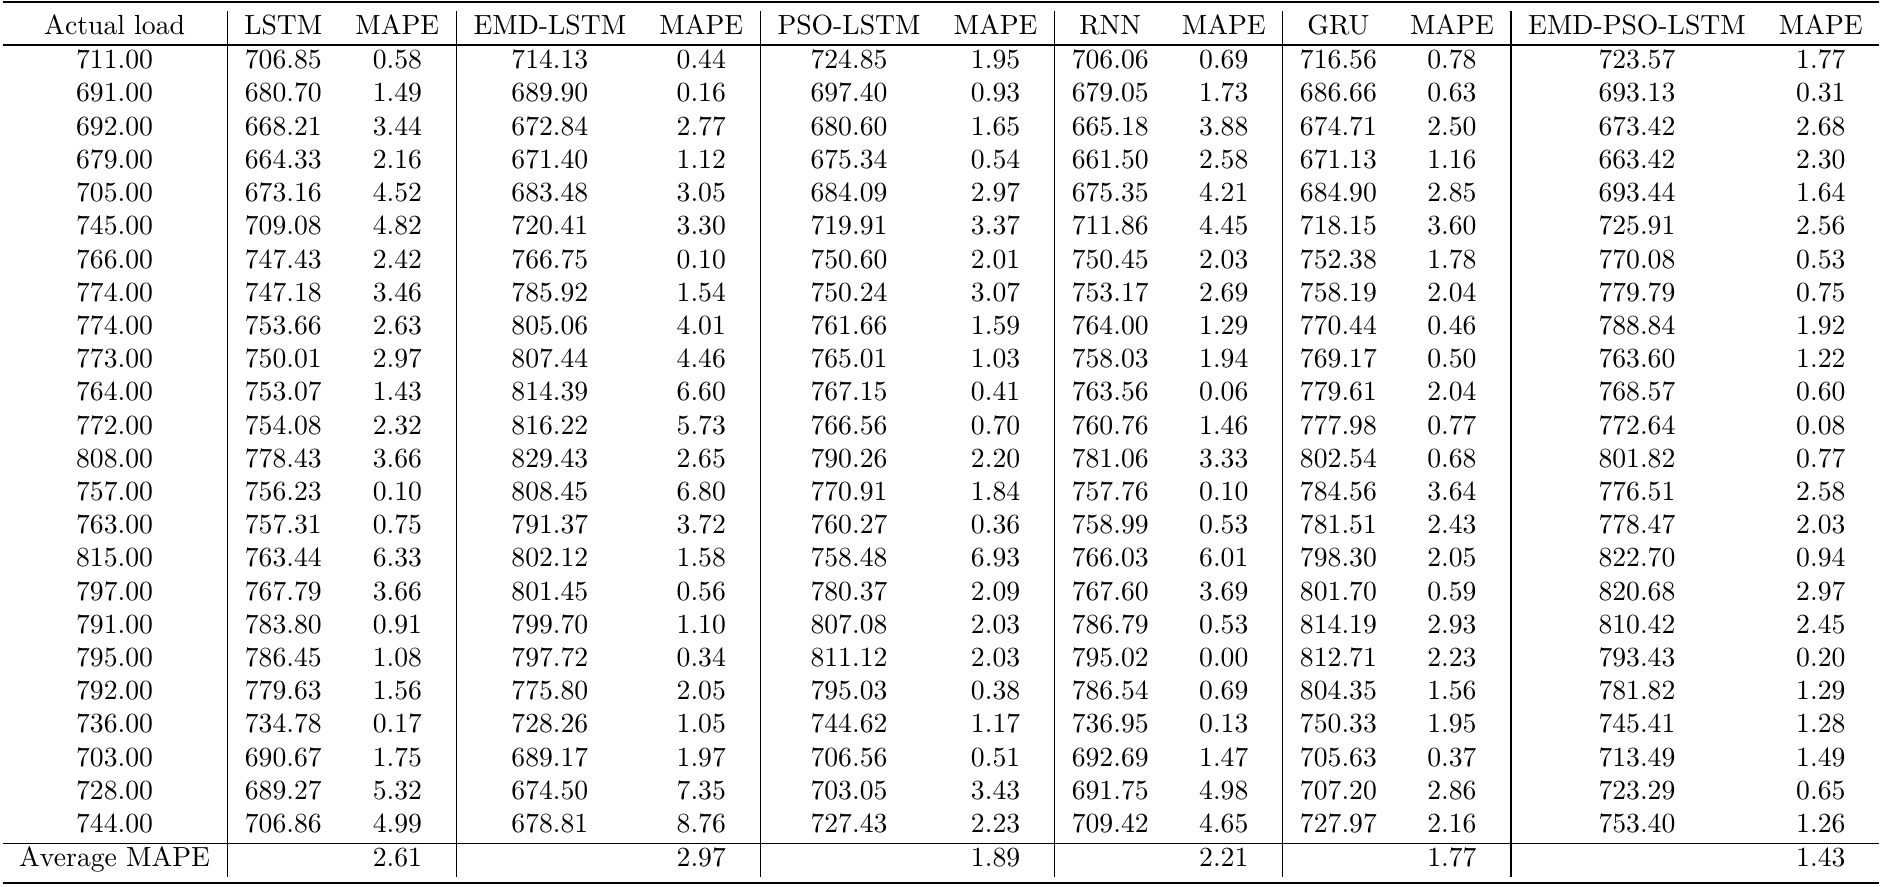 Actual load LSTM MAPE EMD-LSTM MAPE PSO-LSTM MAPE RNN MAPE GRU MAPE EMD-PSO-LSTM MAPE
711.00 706.85 0.58 714.13 0.44 724.85 1.95 706.06 0.69 716.56 0.78 723.57 1.77
691.00 680.70 1.49 689.90 0.16 697.40 0.93 679.05 1.73 686.66 0.63 693.13 0.31
692.00 668.21 3.44 672.84 2.77 680.60 1.65 665.18 3.88 674.71 2.50 673.42 2.68
679.00 664.33 2.16 671.40 1.12 675.34 0.54 661.50 2.58 671.13 1.16 663.42 2.30
705.00 673.16 4.52 683.48 3.05 684.09 2.97 675.35 4.21 684.90 2.85 693.44 1.64
745.00 709.08 4.82 720.41 3.30 719.91 3.37 711.86 4.45 718.15 3.60 725.91 2.56
766.00 747.43 2.42 766.75 0.10 750.60 2.01 750.45 2.03 752.38 1.78 770.08 0.53
774.00 747.18 3.46 785.92 1.54 750.24 3.07 753.17 2.69 758.19 2.04 779.79 0.75
774.00 753.66 2.63 805.06 4.01 761.66 1.59 764.00 1.29 770.44 0.46 788.84 1.92
773.00 750.01 2.97 807.44 4.46 765.01 1.03 758.03 1.94 769.17 0.50 763.60 1.22
764.00 753.07 1.43 814.39 6.60 767.15 0.41 763.56 0.06 779.61 2.04 768.57 0.60
772.00 754.08 2.32 816.22 5.73 766.56 0.70 760.76 1.46 777.98 0.77 772.64 0.08
808.00 778.43 3.66 829.43 2.65 790.26 2.20 781.06 3.33 802.54 0.68 801.82 0.77
757.00 756.23 0.10 808.45 6.80 770.91 1.84 757.76 0.10 784.56 3.64 776.51 2.58
763.00 757.31 0.75 791.37 3.72 760.27 0.36 758.99 0.53 781.51 2.43 778.47 2.03
815.00 763.44 6.33 802.12 1.58 758.48 6.93 766.03 6.01 798.30 2.05 822.70 0.94
797.00 767.79 3.66 801.45 0.56 780.37 2.09 767.60 3.69 801.70 0.59 820.68 2.97
791.00 783.80 0.91 799.70 1.10 807.08 2.03 786.79 0.53 814.19 2.93 810.42 2.45
795.00 786.45 1.08 797.72 0.34 811.12 2.03 795.02 0.00 812.71 2.23 793.43 0.20
792.00 779.63 1.56 775.80 2.05 795.03 0.38 786.54 0.69 804.35 1.56 781.82 1.29
736.00 734.78 0.17 728.26 1.05 744.62 1.17 736.95 0.13 750.33 1.95 745.41 1.28
703.00 690.67 1.75 689.17 1.97 706.56 0.51 692.69 1.47 705.63 0.37 713.49 1.49
728.00 689.27 5.32 674.50 7.35 703.05 3.43 691.75 4.98 707.20 2.86 723.29 0.65
744.00 706.86 4.99 678.81 8.76 727.43 2.23 709.42 4.65 727.97 2.16 753.40 1.26
Average MAPE 2.61 2.97 1.89 2.21 1.77 1.43